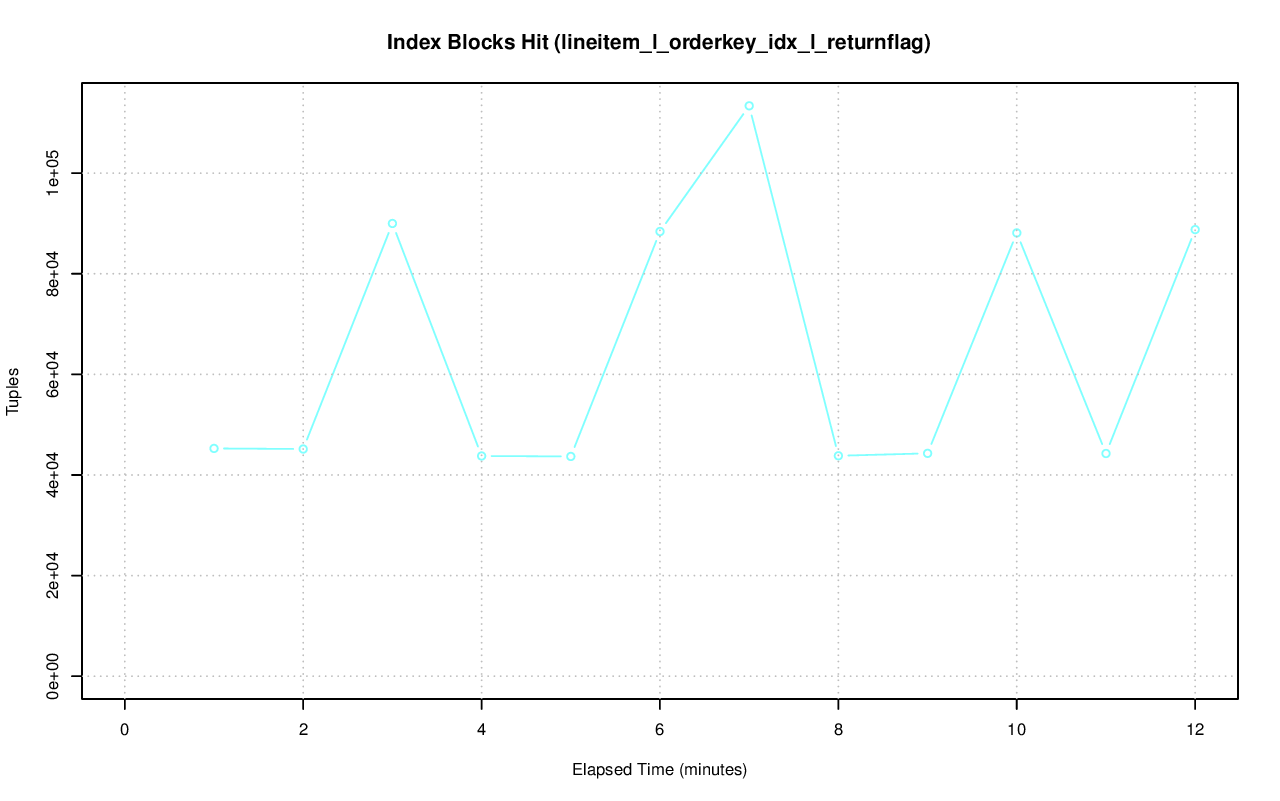 Index Blocks Hit (lineitem_l_orderkey_idx_l_returnflag)
Tuples
1e+05
8e+04
6e+04
4e+04
2e+04
0e+00
0 2 4 6 8 10 12
Elapsed Time (minutes)